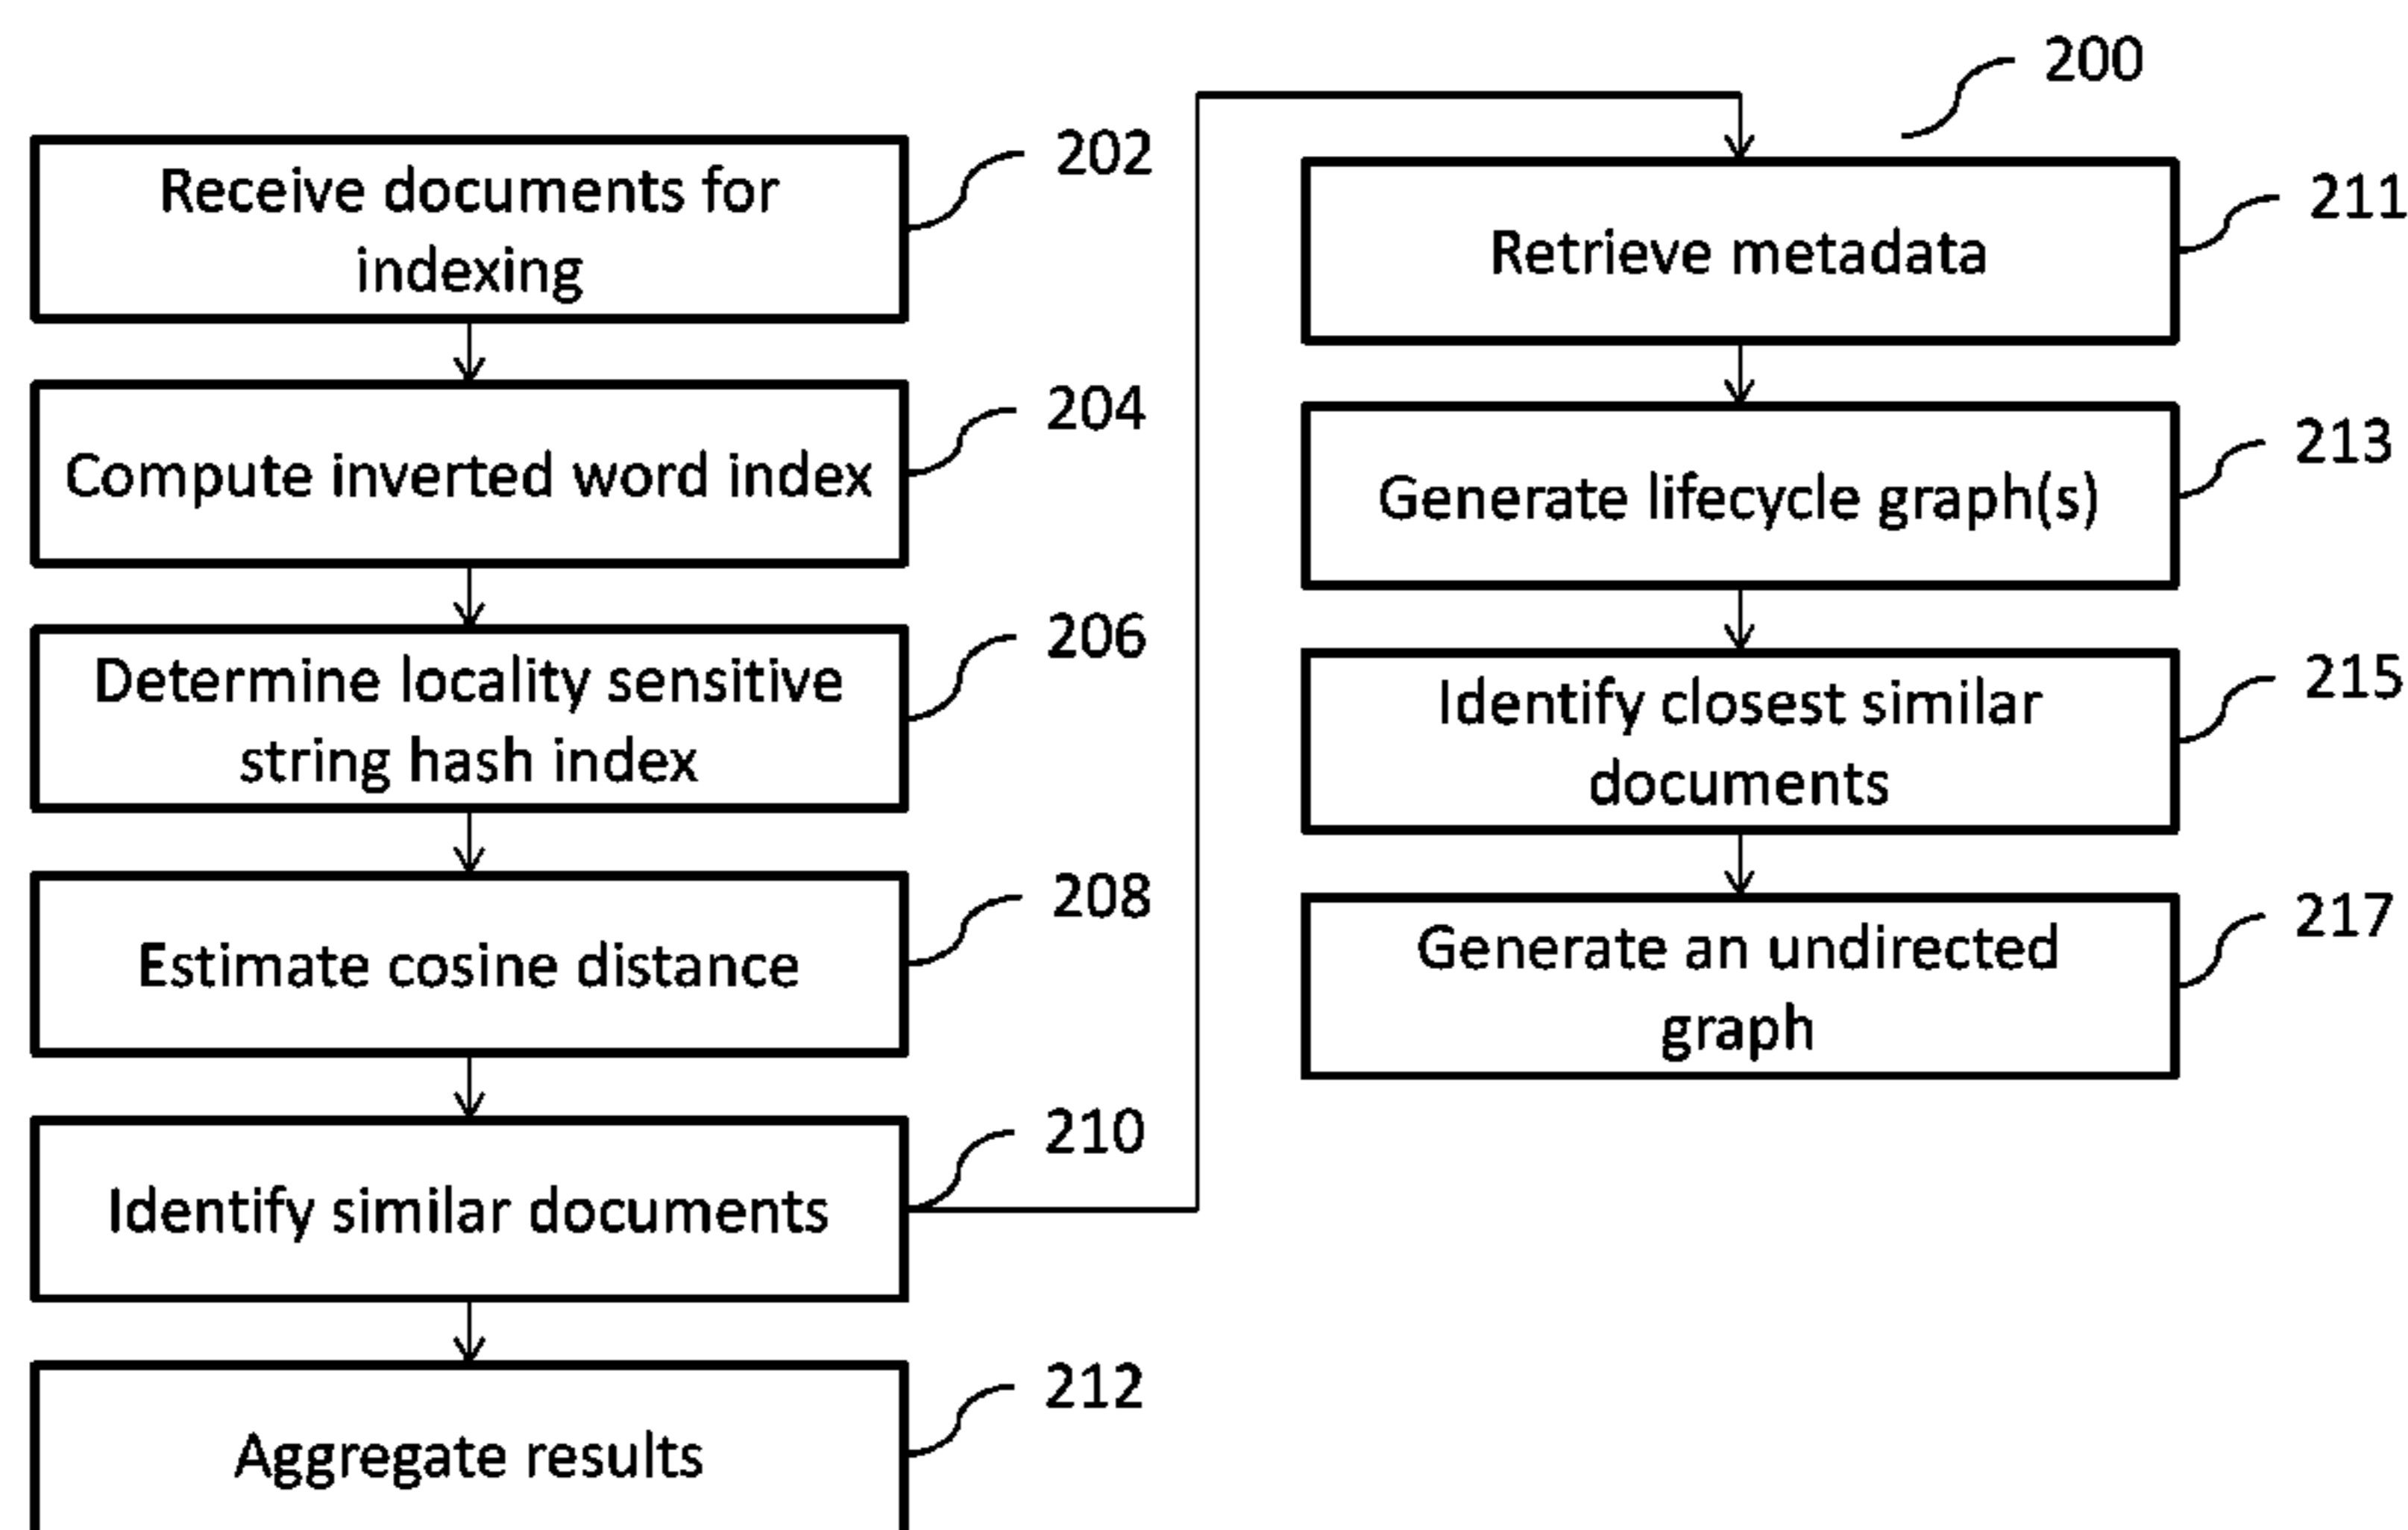 200
Receive documents for
indexing
202
Compute inverted word index
204
Determine locality sensitive
string hash index
206
Estimate cosine distance
208
Identify similar documents
210
Aggregate results
212
Retrieve metadata
211
Generate lifecycle graph(s)
213
Identify closest similar
documents
215
Generate an undirected
graph
217